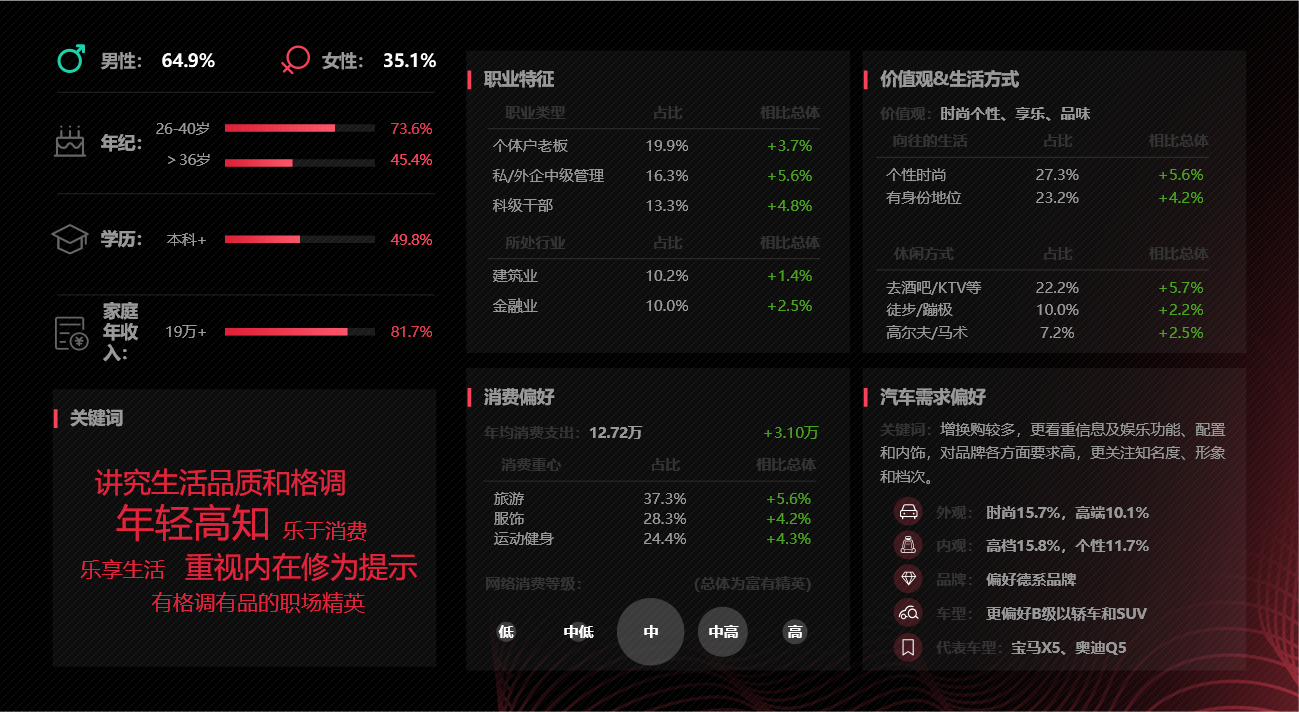 男性： 64.9% 女性： 35.1%
年纪：
26-40岁 73.6%
> 36岁 45.4%
学历： 本科+ 49.8%
家庭
年收
入：
19万+ 81.7%
关键词
讲究生活品质和格调
年轻高知 乐于消费
乐享生活 重视内在修为提示
有格调有品的职场精英
职业特征
职业类型 占比 相比总体
个体户老板 19.9% +3.7%
私/外企中级管理 16.3% +5.6%
科级干部 13.3% +4.8%
所处行业 占比 相比总体
建筑业 10.2% +1.4%
金融业 10.0% +2.5%
价值观&生活方式
价值观：时尚个性、享乐、品味
向往的生活 占比 相比总体
个性时尚 27.3% +5.6%
有身份地位 23.2% +4.2%
休闲方式 占比 相比总体
去酒吧/KTV等 22.2% +5.7%
徒步/蹦极 10.0% +2.2%
高尔夫/马术 7.2% +2.5%
消费偏好
年均消费支出：12.72万 +3.10万
消费重心 占比 相比总体
旅游 37.3% +5.6%
服饰 28.3% +4.2%
运动健身 24.4% +4.3%
网络消费等级： (总体为富有精英)
低 中低 中 中高 高
汽车需求偏好
关键词：增换购较多，更看重信息及娱乐功能、配置
和内饰，对品牌各方面要求高，更关注知名度、形象
和档次。
外观： 时尚15.7%，高端10.1%
内观： 高档15.8%，个性11.7%
品牌： 偏好德系品牌
车型： 更偏好B级以轿车和SUV
代表车型：宝马X5、奥迪Q5